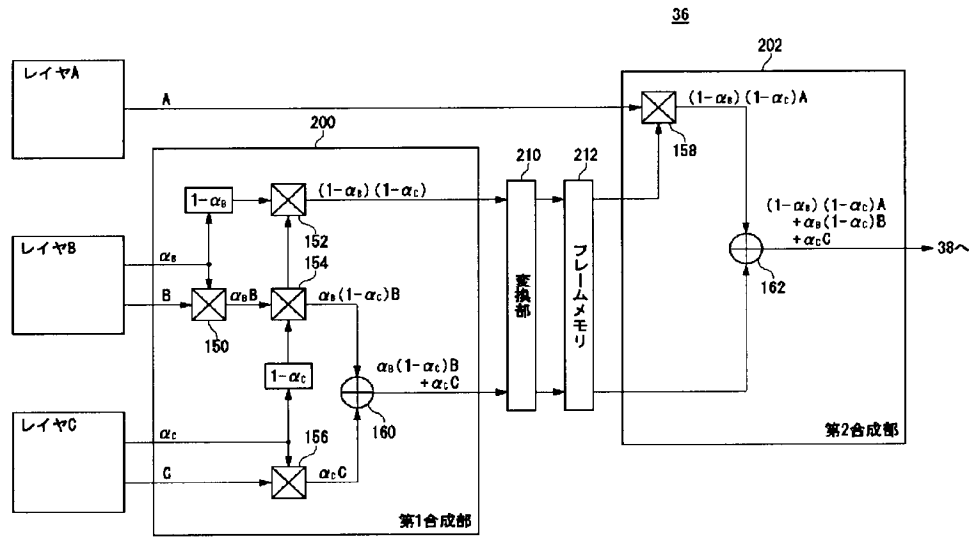 36
202
レイヤA
A
(1-αB)(1-αC)A
158
200
210
212
1-αB
(1-αB)(1-αC)
152
レイヤB
αB
154
B
αBB
αB(1-αC)B
150
変換部
フレームメモリ
(1-αB)(1-αC)A
+αB(1-αC)B
+αCC
38へ
162
1-αC
αB(1-αC)B
+αCC
160
レイヤC
αC
156
C
αCC
第1合成部
第2合成部